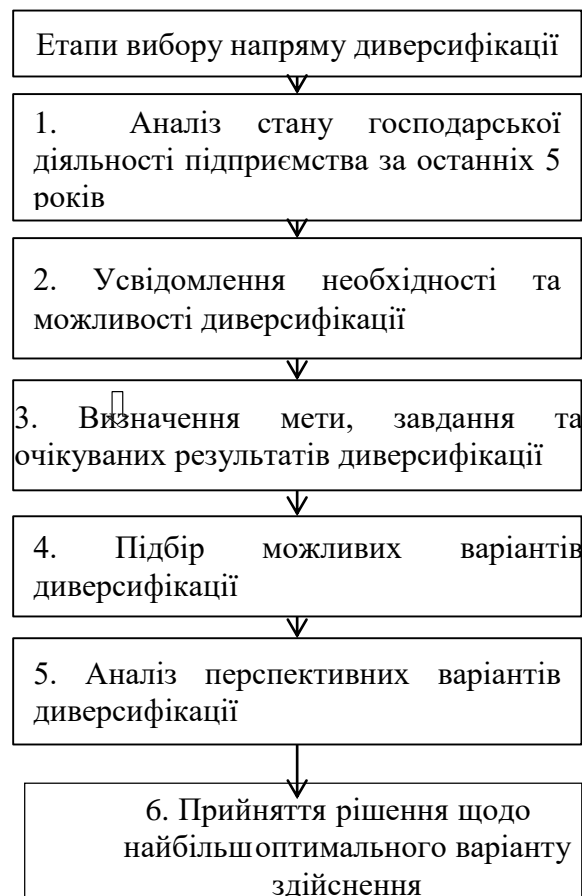 Етапи вибору напряму диверсифікації
1. Аналіз стану господарської
діяльності підприємства за останніх 5
років
2. Усвідомлення необхідності та
можливості диверсифікації
3. Визначення мети, завдання та
очікуваних результатів диверсифікації
4. Підбір можливих варіантів
диверсифікації
5. Аналіз перспективних варіантів
диверсифікації
6. Прийняття рішення щодо
найбільш оптимального варіанту
здійснення